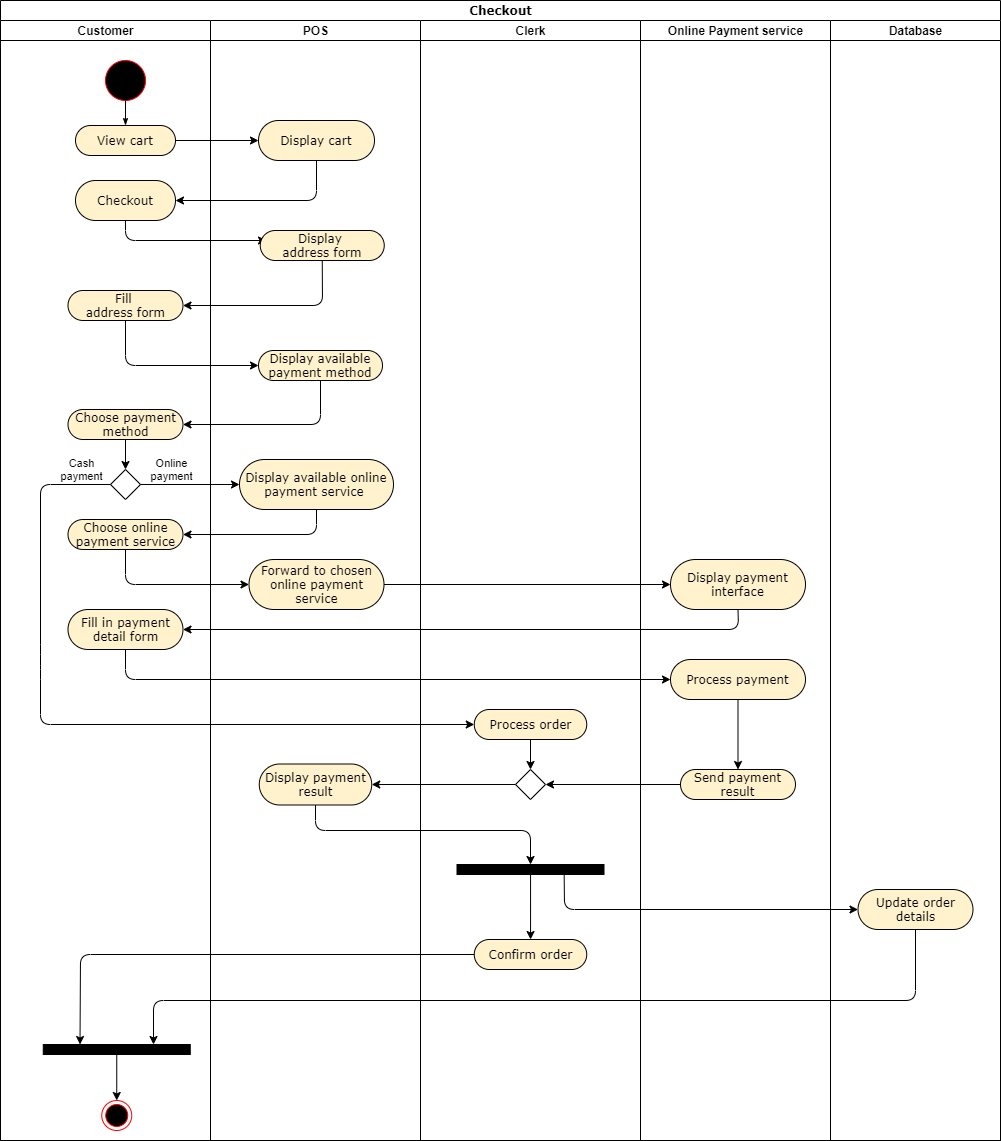 Checkout
Customer
POS
Clerk
Online Payment service
Database
View cart
Display cart
Checkout
Display
address form
Fill
address form
Display available
payment method
Choose payment
method
Cash
payment
Online
payment
Display available online
payment service
Choose online
payment service
Forward to chosen
online payment
service
Display payment
interface
Fill in payment
detail form
Process payment
Process order
Display payment
result
Send payment
result
Update order
details
Confirm order